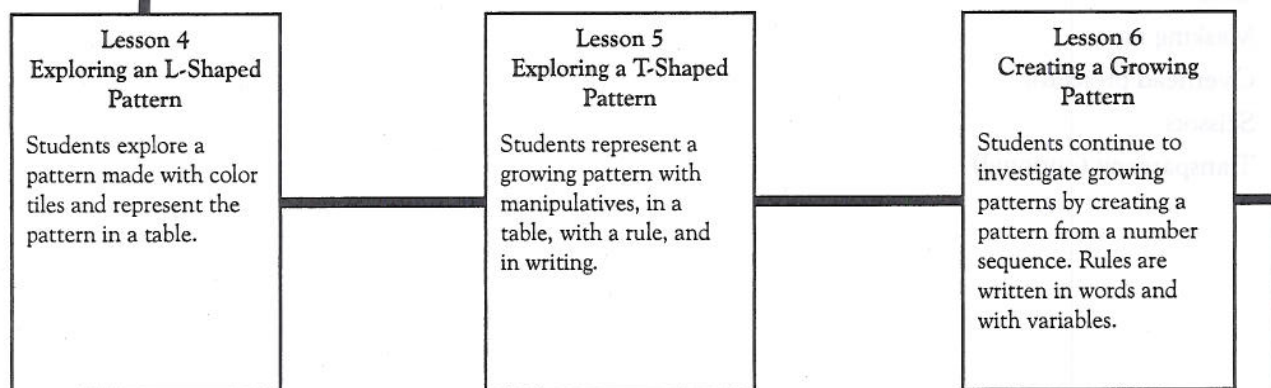 Lesson 4
Exploring an L-Shaped
Pattern
Students explore a
pattern made with color
tiles and represent the
pattern in a table.
Lesson 5
Exploring a T-Shaped
Pattern
Students represent a
growing pattern with
manipulatives, in a
table, with a rule, and
in writing.
Lesson 6
Creating a Growing
Pattern
Students continue to
investigate growing
patterns by creating a
pattern from a number
sequence. Rules are
written in words and
with variables.